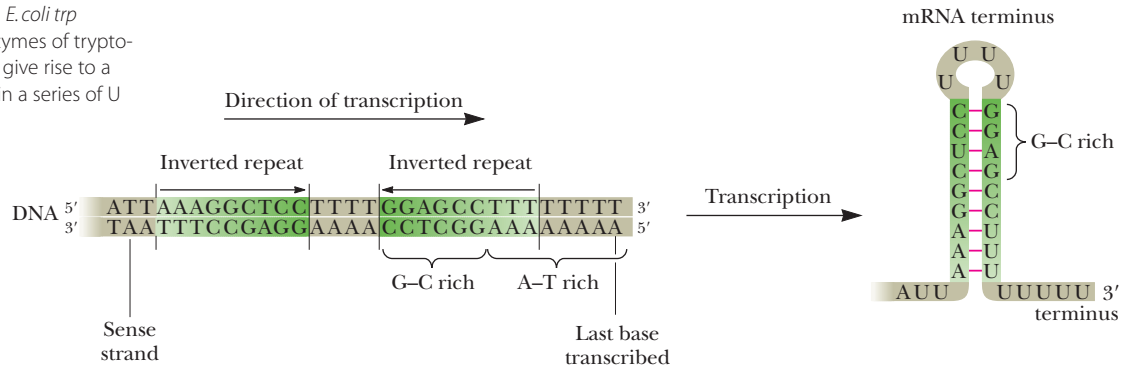 E. coli trp
zymes of trypto-
give rise to a
in a series of U
Direction of transcription
Inverted repeat
Inverted repeat
DNA 5′ ATTAAAGGCTCCTTTTGGAGCCTTTTTTTT 3′
3′ TAATTTCCGAGGAAAACCTCGGAAAAAAAA 5′
G–C rich
A–T rich
Sense
strand
Last base
transcribed
Transcription
mRNA terminus
U U
U U
C G
C G
U A
C G
G C
G C
A U
A U
A U
G–C rich
AUU UUUUU 3′
terminus